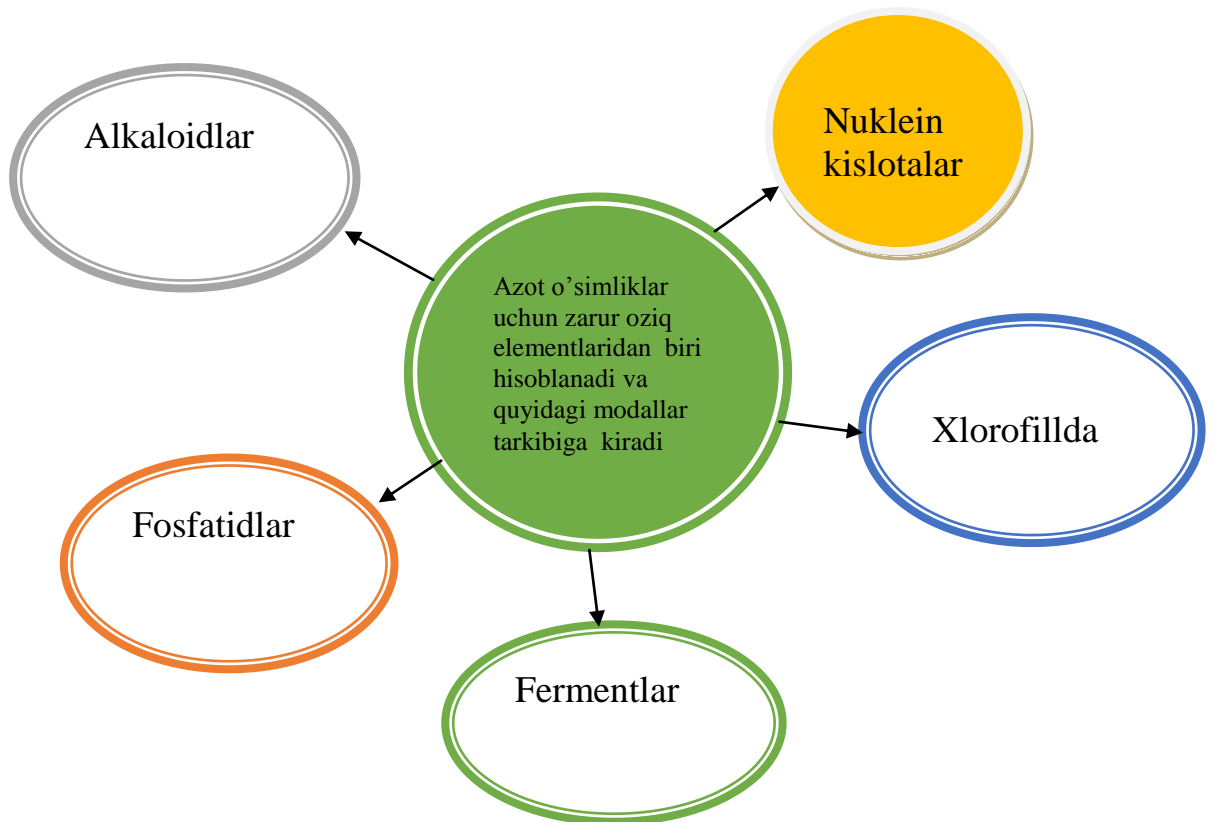 Alkaloidlar
Nuklein
kislotalar
Azot o’simliklar
uchun zarur oziq
elementlaridan biri
hisoblanadi va
quyidagi modallar
tarkibiga kiradi
Xlorofillda
Fosfatidlar
Fermentlar